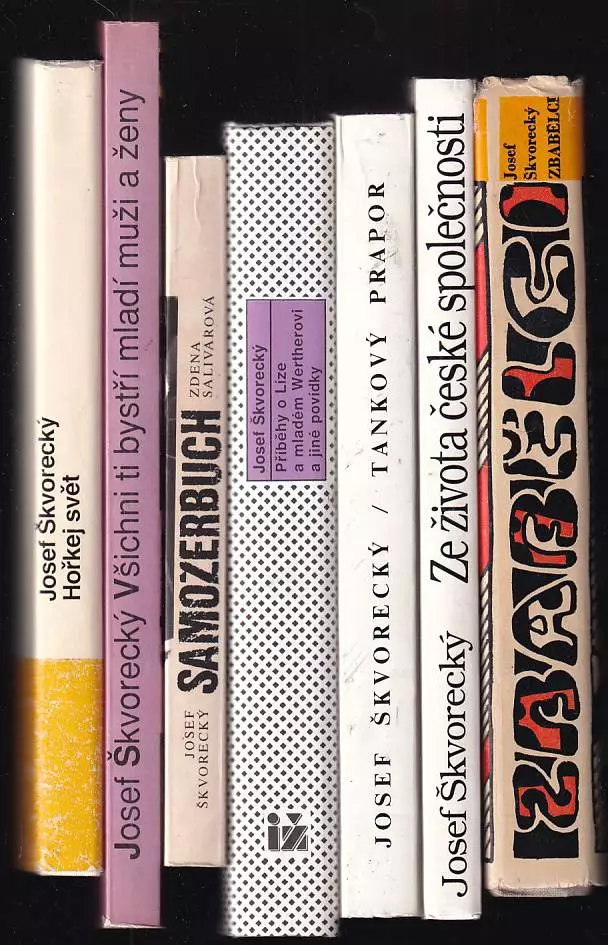 Josef Škvorecký
Hořkej svět
Josef Škvorecký Všichni ti bystří mladí muži a ženy
JOSEF
ŠKVORECKÝ
SAMOŽERBUCH
ZDENA
SALIVAROVÁ
Josef Škvorecký
Příběhy o Líze
a mladém Wertherovi
a jiné povídky
iž
JOSEF ŠKVORECKÝ / TANKOVÝ PRAPOR
Josef Škvorecký Ze života české společnosti
Josef
Škvorecký
ZBABĚLCI
ZBABĚLCI